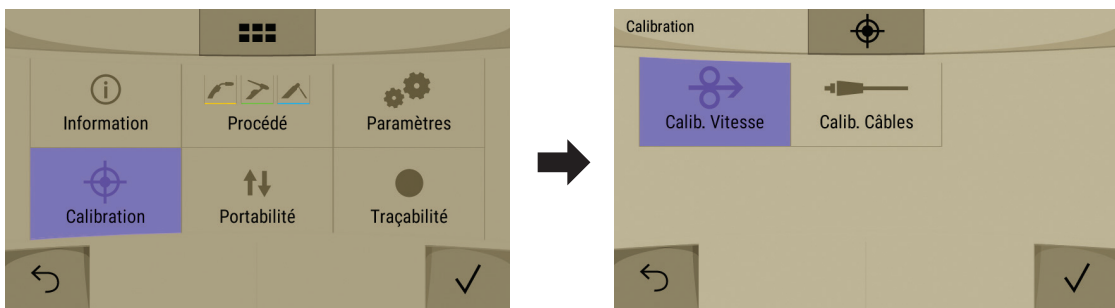 Information Procédé Paramètres
Calibration Portabilité Traçabilité
Calibration
Calib. Vitesse Calib. Câbles